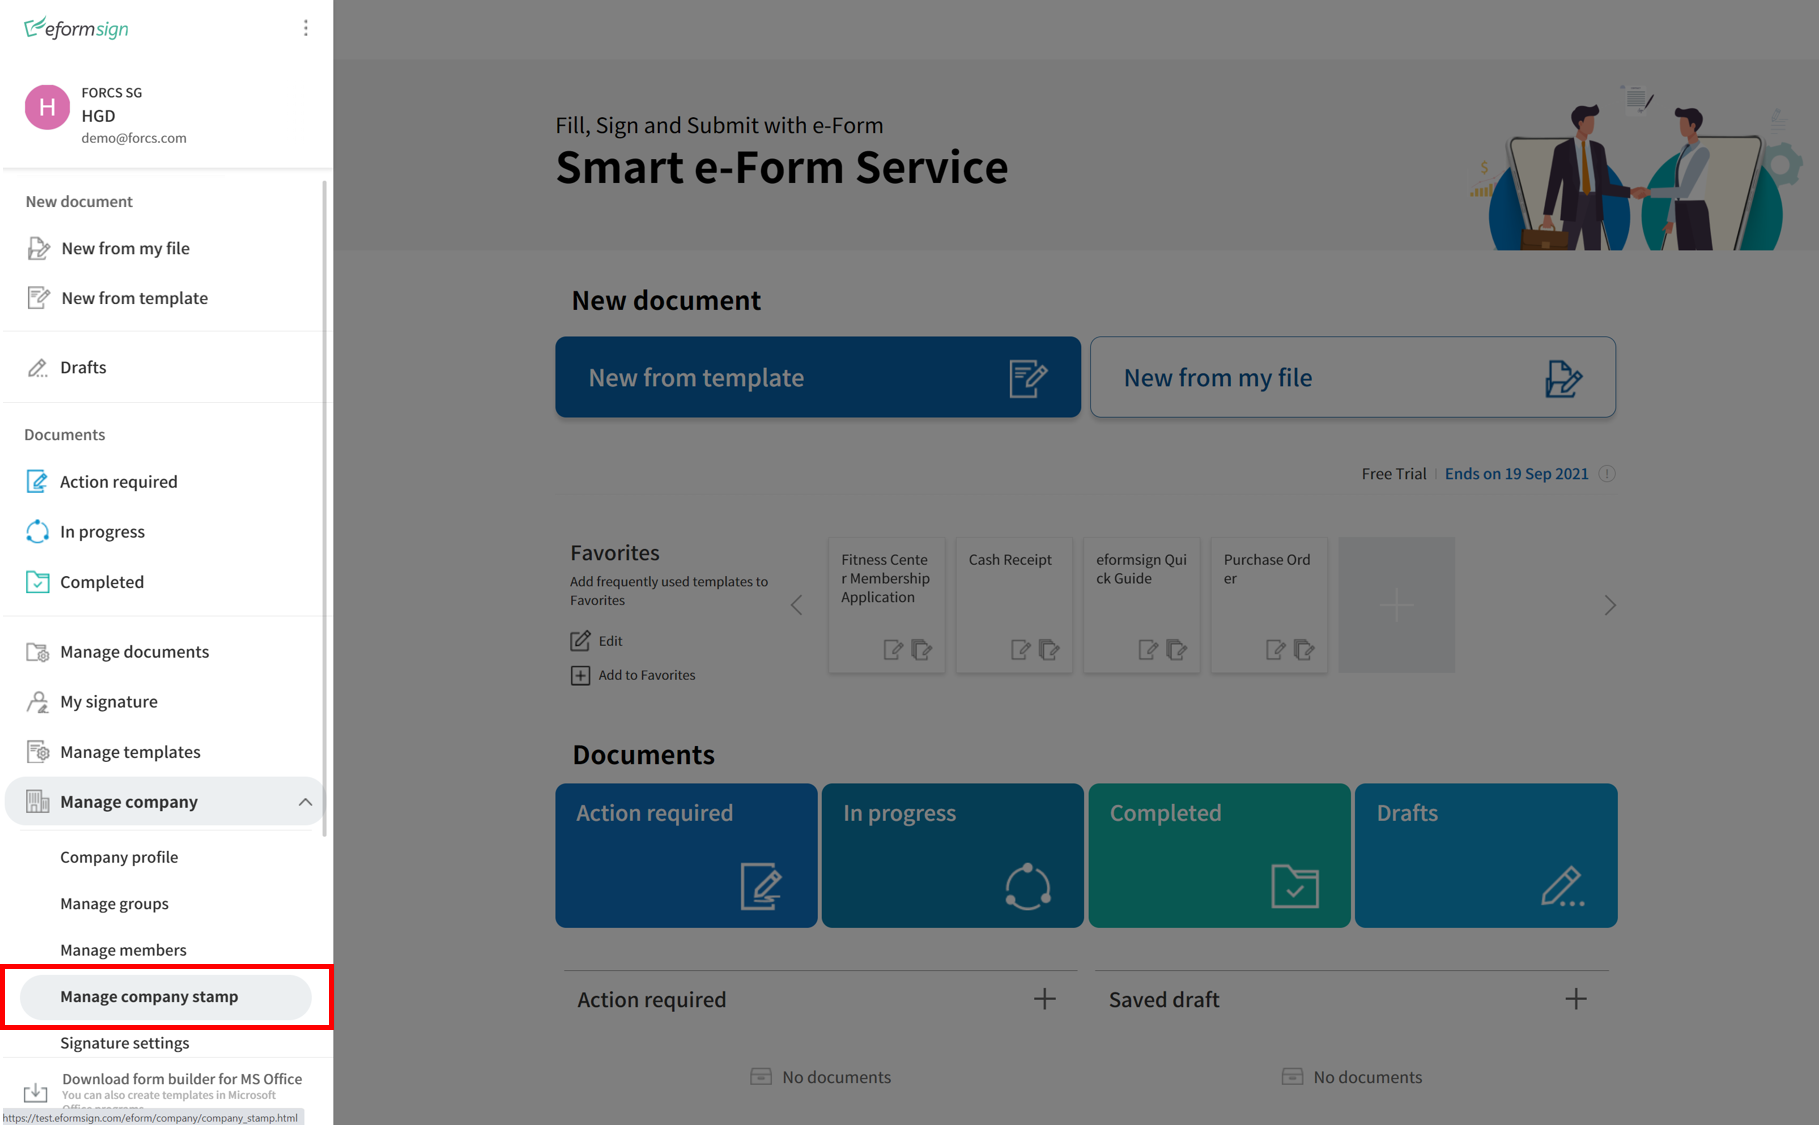 eformsign
H
FORCS SG
HGD
demo@forcs.com
New document
New from my file
New from template
Drafts
Documents
Action required
In progress
Completed
Manage documents
My signature
Manage templates
Manage company
Company profile
Manage groups
Manage members
Manage company stamp
Signature settings
Download form builder for MS Office
You can also create templates in Microsoft
https://test.eformsign.com/eform/company/company_stamp.html
Fill, Sign and Submit with e-Form
Smart e-Form Service
New document
New from template
New from my file
Free Trial
Ends on 19 Sep 2021
Favorites
Add frequently used templates to
Favorites
Edit
Add to Favorites
Fitness Cente
r Membership
Application
Cash Receipt
eformsign Qui
ck Guide
Purchase Ord
er
Documents
Action required
In progress
Completed
Drafts
Action required
No documents
Saved draft
No documents